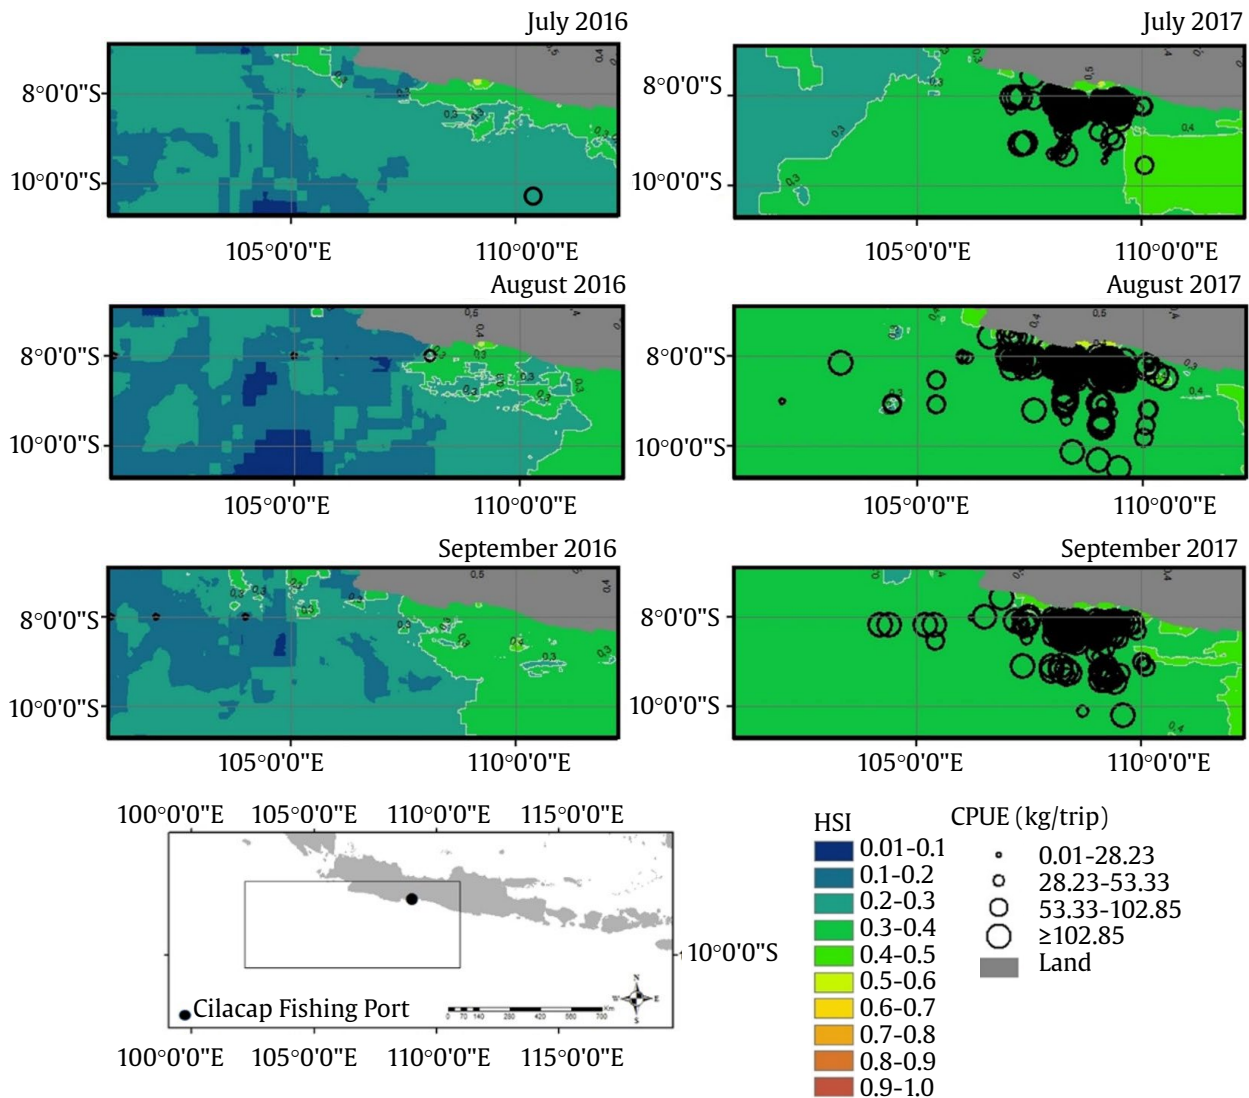 July 2016
July 2017
8°0'0"S
10°0'0"S
105°0'0"E
110°0'0"E
8°0'0"S
10°0'0"S
105°0'0"E
110°0'0"E
August 2016
August 2017
8°0'0"S
10°0'0"S
105°0'0"E
110°0'0"E
8°0'0"S
10°0'0"S
105°0'0"E
110°0'0"E
September 2016
September 2017
8°0'0"S
10°0'0"S
105°0'0"E
110°0'0"E
8°0'0"S
10°0'0"S
105°0'0"E
110°0'0"E
100°0'0"E 105°0'0"E 110°0'0"E 115°0'0"E
10°0'0"S
Cilacap Fishing Port
N
W E
S
0 70 140 280 420 560 700
Km
100°0'0"E 105°0'0"E 110°0'0"E 115°0'0"E
HSI
0.01-0.1
0.1-0.2
0.2-0.3
0.3-0.4
0.4-0.5
0.5-0.6
0.6-0.7
0.7-0.8
0.8-0.9
0.9-1.0
CPUE (kg/trip)
0.01-28.23
28.23-53.33
53.33-102.85
≥102.85
Land